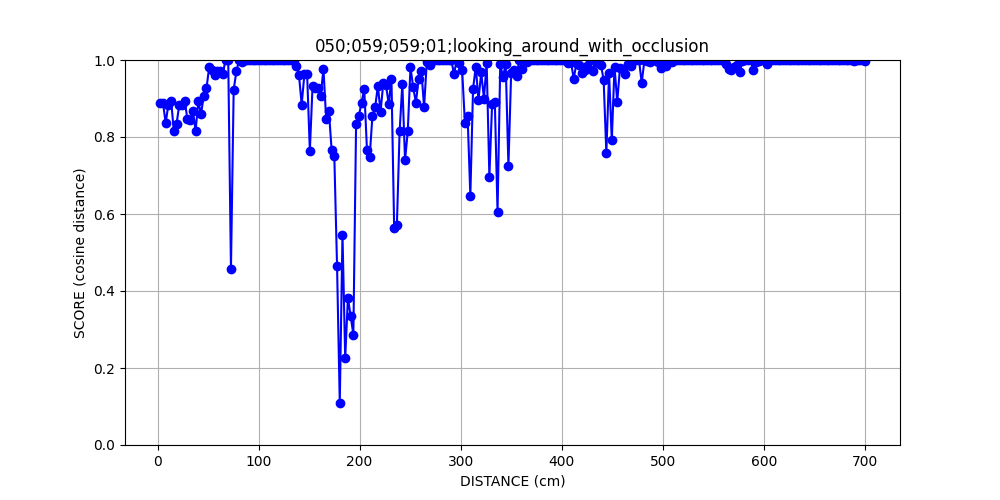 050;059;059;01;looking_around_with_occlusion
1.0
0.8
0.6
0.4
0.2
0.0
SCORE (cosine distance)
0 100 200 300 400 500 600 700
DISTANCE (cm)